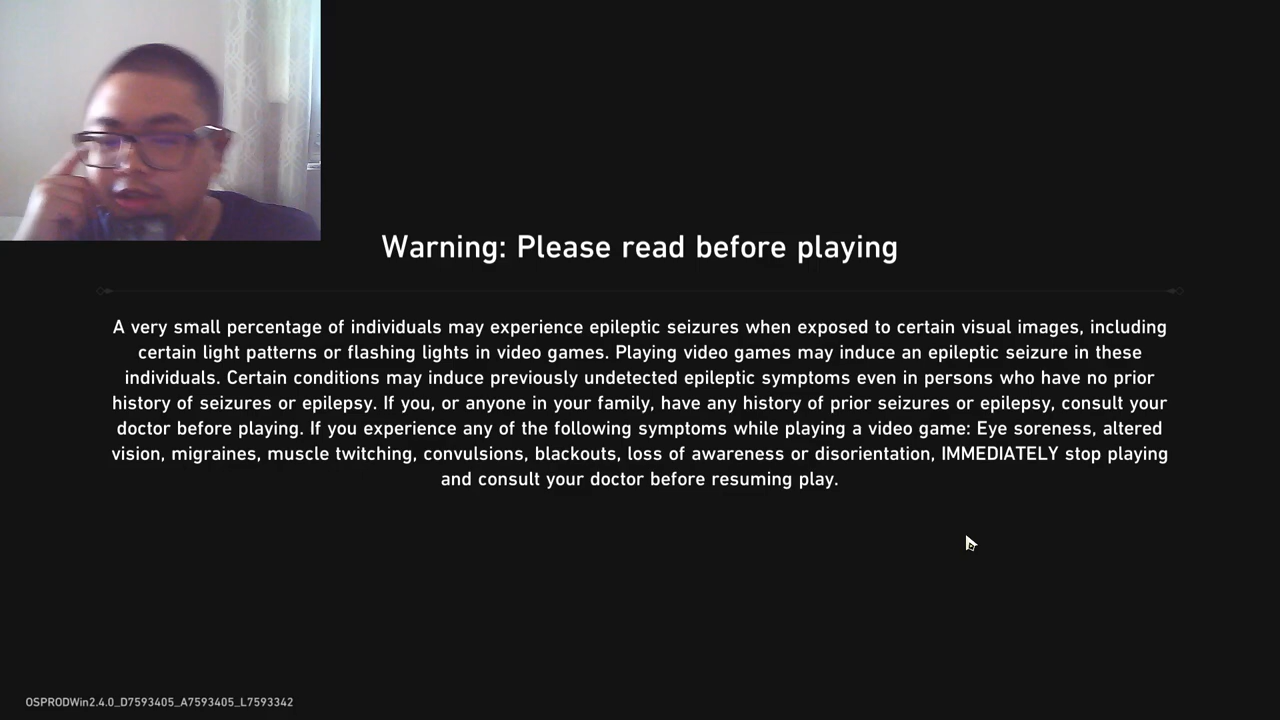 Warning: Please read before playing
A very small percentage of individuals may experience epileptic seizures when exposed to certain visual images, including
certain light patterns or flashing lights in video games. Playing video games may induce an epileptic seizure in these
individuals. Certain conditions may induce previously undetected epileptic symptoms even in persons who have no prior
history of seizures or epilepsy. If you, or anyone in your family, have any history of prior seizures or epilepsy, consult your
doctor before playing. If you experience any of the following symptoms while playing a video game: Eye soreness, altered
vision, migraines, muscle twitching, convulsions, blackouts, loss of awareness or disorientation, IMMEDIATELY stop playing
and consult your doctor before resuming play.
OSPRODWin2.4.0_D7593405_A7593405_L7593342